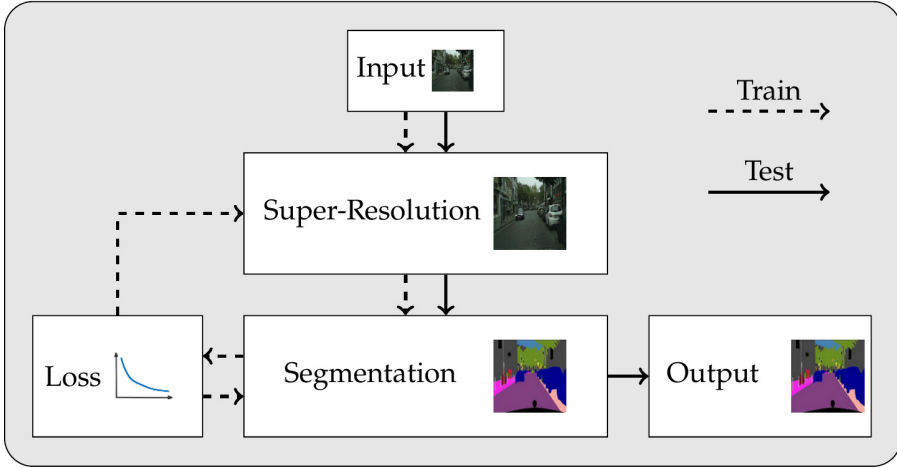 Input
Train
Test
Super-Resolution
Loss
Segmentation
Output